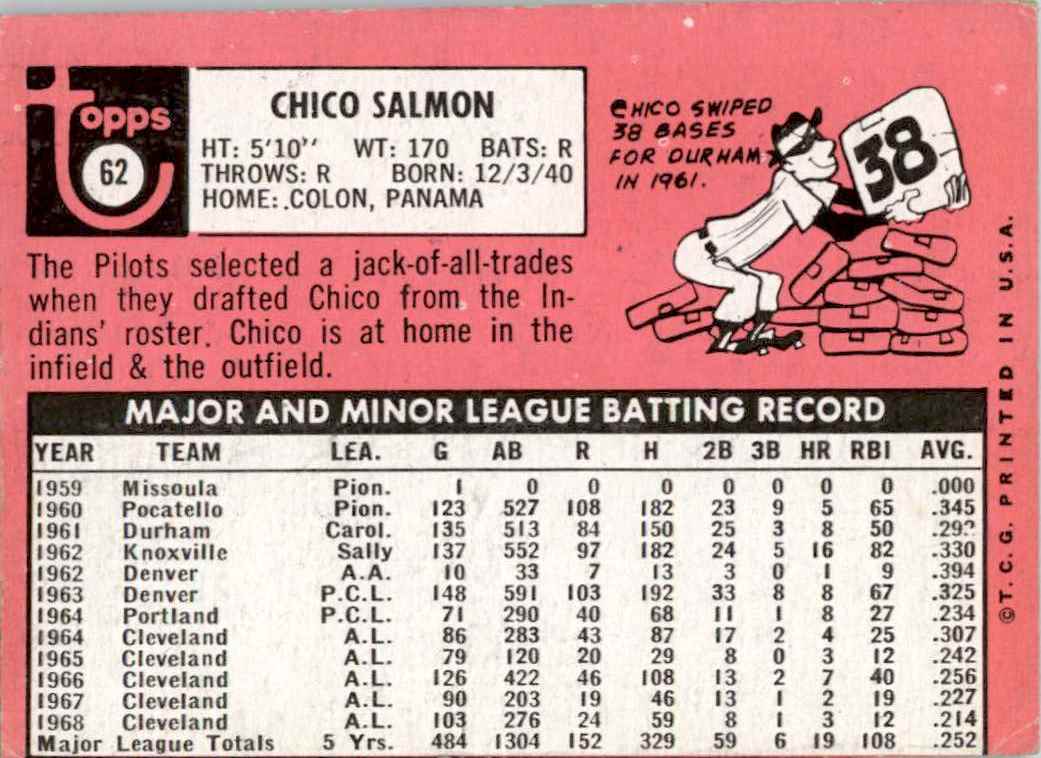 topps
62
CHICO SALMON
HT: 5'10" WT: 170 BATS: R
THROWS: R BORN: 12/3/40
HOME: COLON, PANAMA
CHICO SWIPED
38 BASES
FOR DURHAM
IN 1961.
38
The Pilots selected a jack-of-all-trades
when they drafted Chico from the In-
dians' roster. Chico is at home in the
infield & the outfield.
MAJOR AND MINOR LEAGUE BATTING RECORD
YEAR TEAM LEA. G AB R H 2B 3B HR RBI AVG.
1959 Missoula Pion. 1 0 0 0 0 0 0 0 .000
1960 Pocatello Pion. 123 527 108 182 23 9 5 65 .345
1961 Durham Carol. 135 513 84 150 25 3 8 50
1962 Knoxville Sally 137 552 97 182 24 5 16 82 .330
1962 Denver A.A. 10 33 7 13 3 0 1 9 .394
1963 Denver P.C.L. 148 591 103 192 33 8 8 67 .325
1964 Portland P.C.L. 71 290 40 68 11 1 8 27 .234
1964 Cleveland A.L. 86 283 43 87 17 2 4 25 .307
1965 Cleveland A.L. 79 120 20 29 8 0 3 12 .242
1966 Cleveland A.L. 126 422 46 108 13 2 7 40 .256
1967 Cleveland A.L. 90 203 19 46 13 1 2 19 .227
1968 Cleveland A.L. 103 276 24 59 8 1 3 12 .214
Major League Totals 5 Yrs. 484 1304 152 329 59 6 19 108 .252
©T.C.G. PRINTED IN U.S.A.